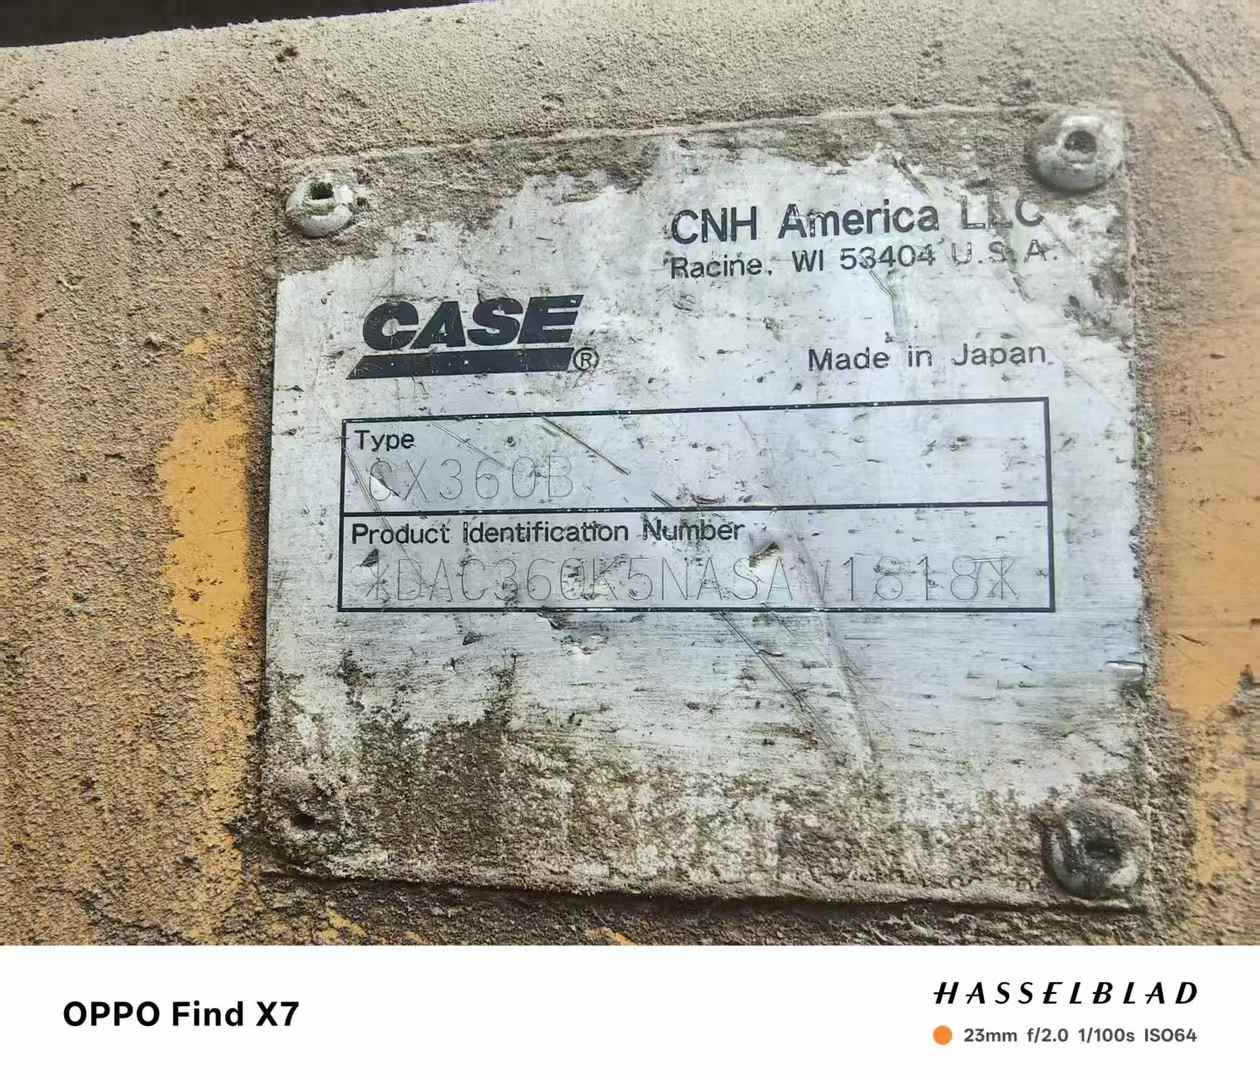 CNH America LLC
Racine, WI 53404 U.S.A.
CASE®
Made in Japan
Type
CX360B
Product Identification Number
*DAC360K5NASA71818*
OPPO Find X7
HASSELBLAD
23mm f/2.0 1/100s ISO64